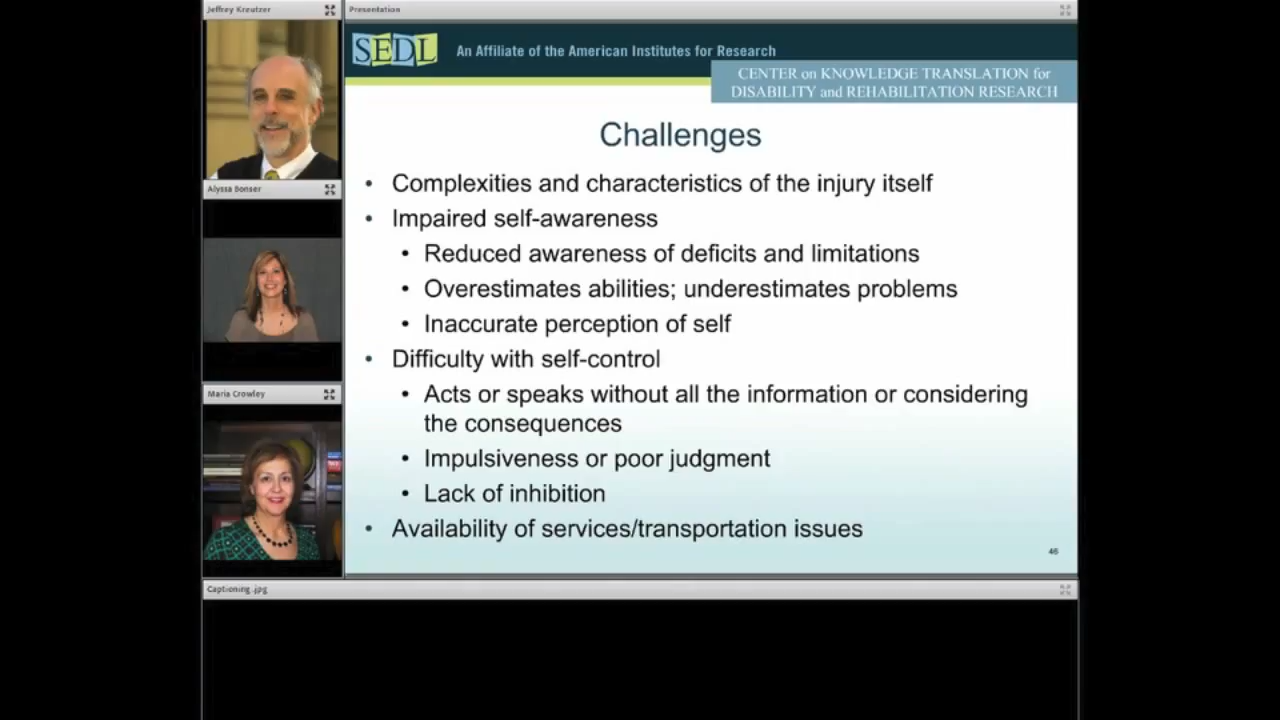 Jeffrey Kreutzer
Presentation
SEDL
An Affiliate of the American Institutes for Research
CENTER on KNOWLEDGE TRANSLATION for
DISABILITY and REHABILITATION RESEARCH
Alyssa Bonser
Maria Crowley
Challenges
• Complexities and characteristics of the injury itself
• Impaired self-awareness
• Reduced awareness of deficits and limitations
• Overestimates abilities; underestimates problems
• Inaccurate perception of self
• Difficulty with self-control
• Acts or speaks without all the information or considering
the consequences
• Impulsiveness or poor judgment
• Lack of inhibition
• Availability of services/transportation issues
46
Captioning .jpg